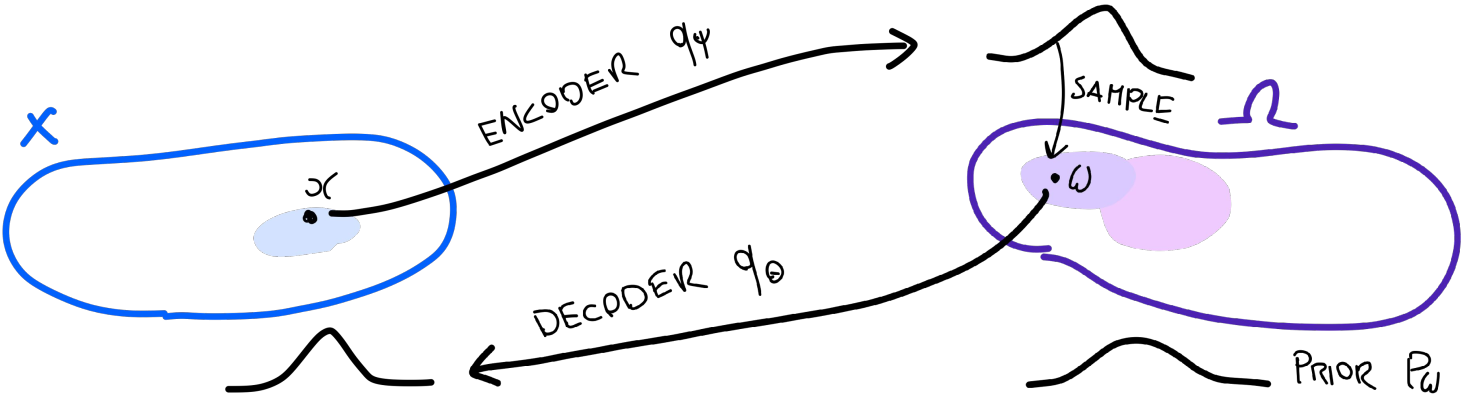 X
x
ENCODER qψ
SAMPLE
Ω
ω
DECODER qθ
PRIOR Pω